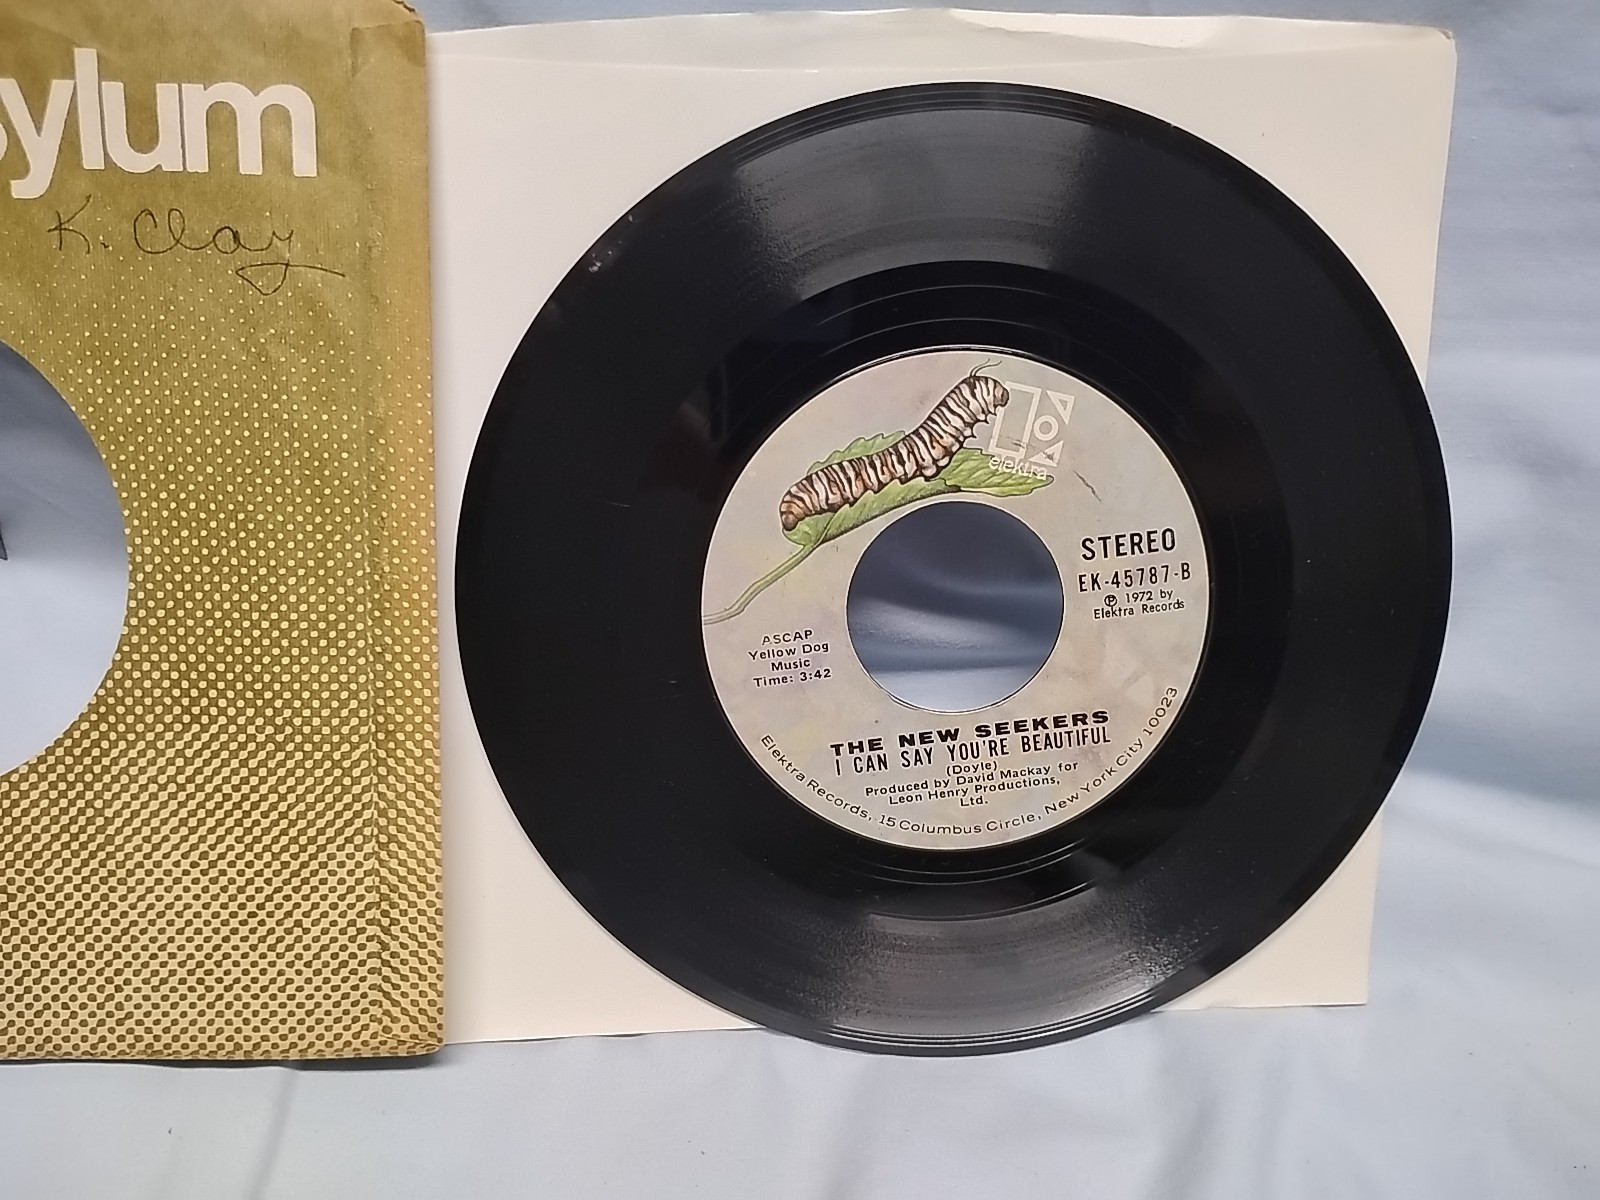 sylum
K. Clay
elektra
STEREO
EK-45787-B
Ⓟ 1972 by
Elektra Records
ASCAP
Yellow Dog
Music
Time: 3:42
THE NEW SEEKERS
I CAN SAY YOU'RE BEAUTIFUL
(Doyle)
Produced by David Mackay for
Leon Henry Productions,
Ltd.
Elektra Records, 15 Columbus Circle, New York City 10023